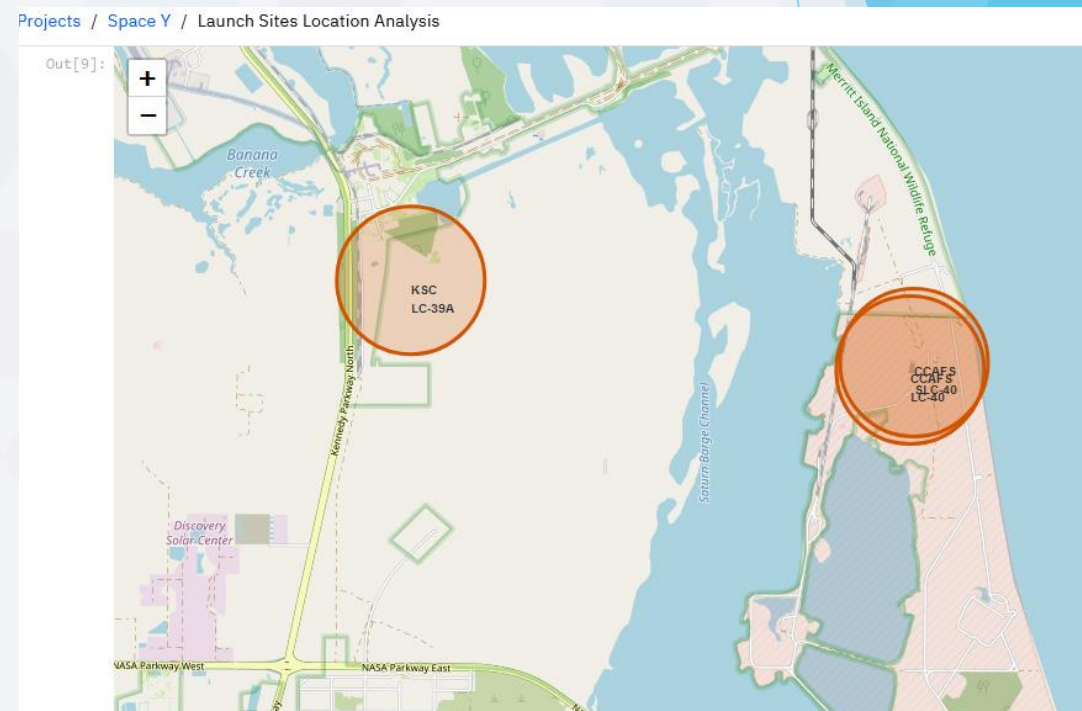 Projects / Space Y / Launch Sites Location Analysis
Out[9]:
+
−
Banana
Creek
Merritt Island National Wildlife Refuge
KSC
LC-39A
CCAFS
CCAFS
SLC-40
LC-40
Kennedy Parkway North
Saturn Barge Channel
Discovery
Solar Center
NASA Parkway West
NASA Parkway East